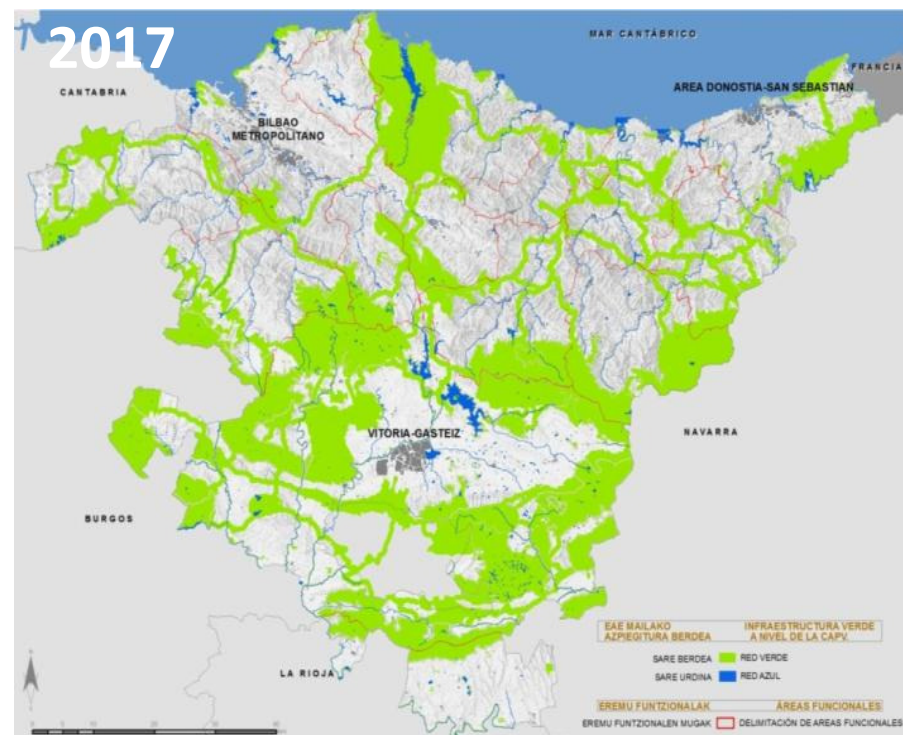 2017
MAR CANTÁBRICO
FRANCIA
CANTABRIA
AREA DONOSTIA-SAN SEBASTIAN
BILBAO
METROPOLITANO
VITORIA-GASTEIZ
NAVARRA
BURGOS
LA RIOJA
EAE MAILAKO
AZPIEGITURA BERDEA
INFRAESTRUCTURA VERDE
A NIVEL DE LA CAPV.
SARE BERDEA RED VERDE
SARE URDINA RED AZUL
EREMU FUNTZIONALAK ÁREAS FUNCIONALES
EREMU FUNTZIONALEN MUGAK DELIMITACIÓN DE AREAS FUNCIONALES